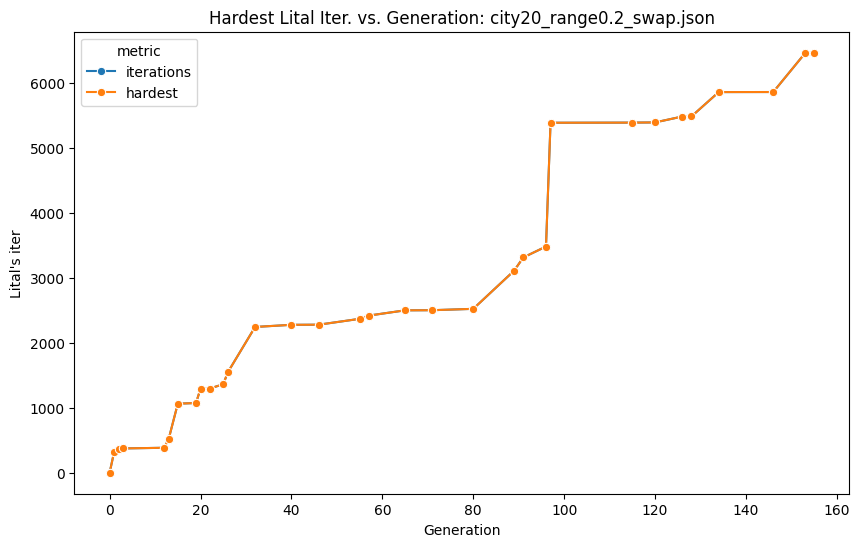 Hardest Lital Iter. vs. Generation: city20_range0.2_swap.json
metric
iterations
hardest
6000
5000
4000
3000
2000
1000
0
Lital's iter
0 20 40 60 80 100 120 140 160
Generation